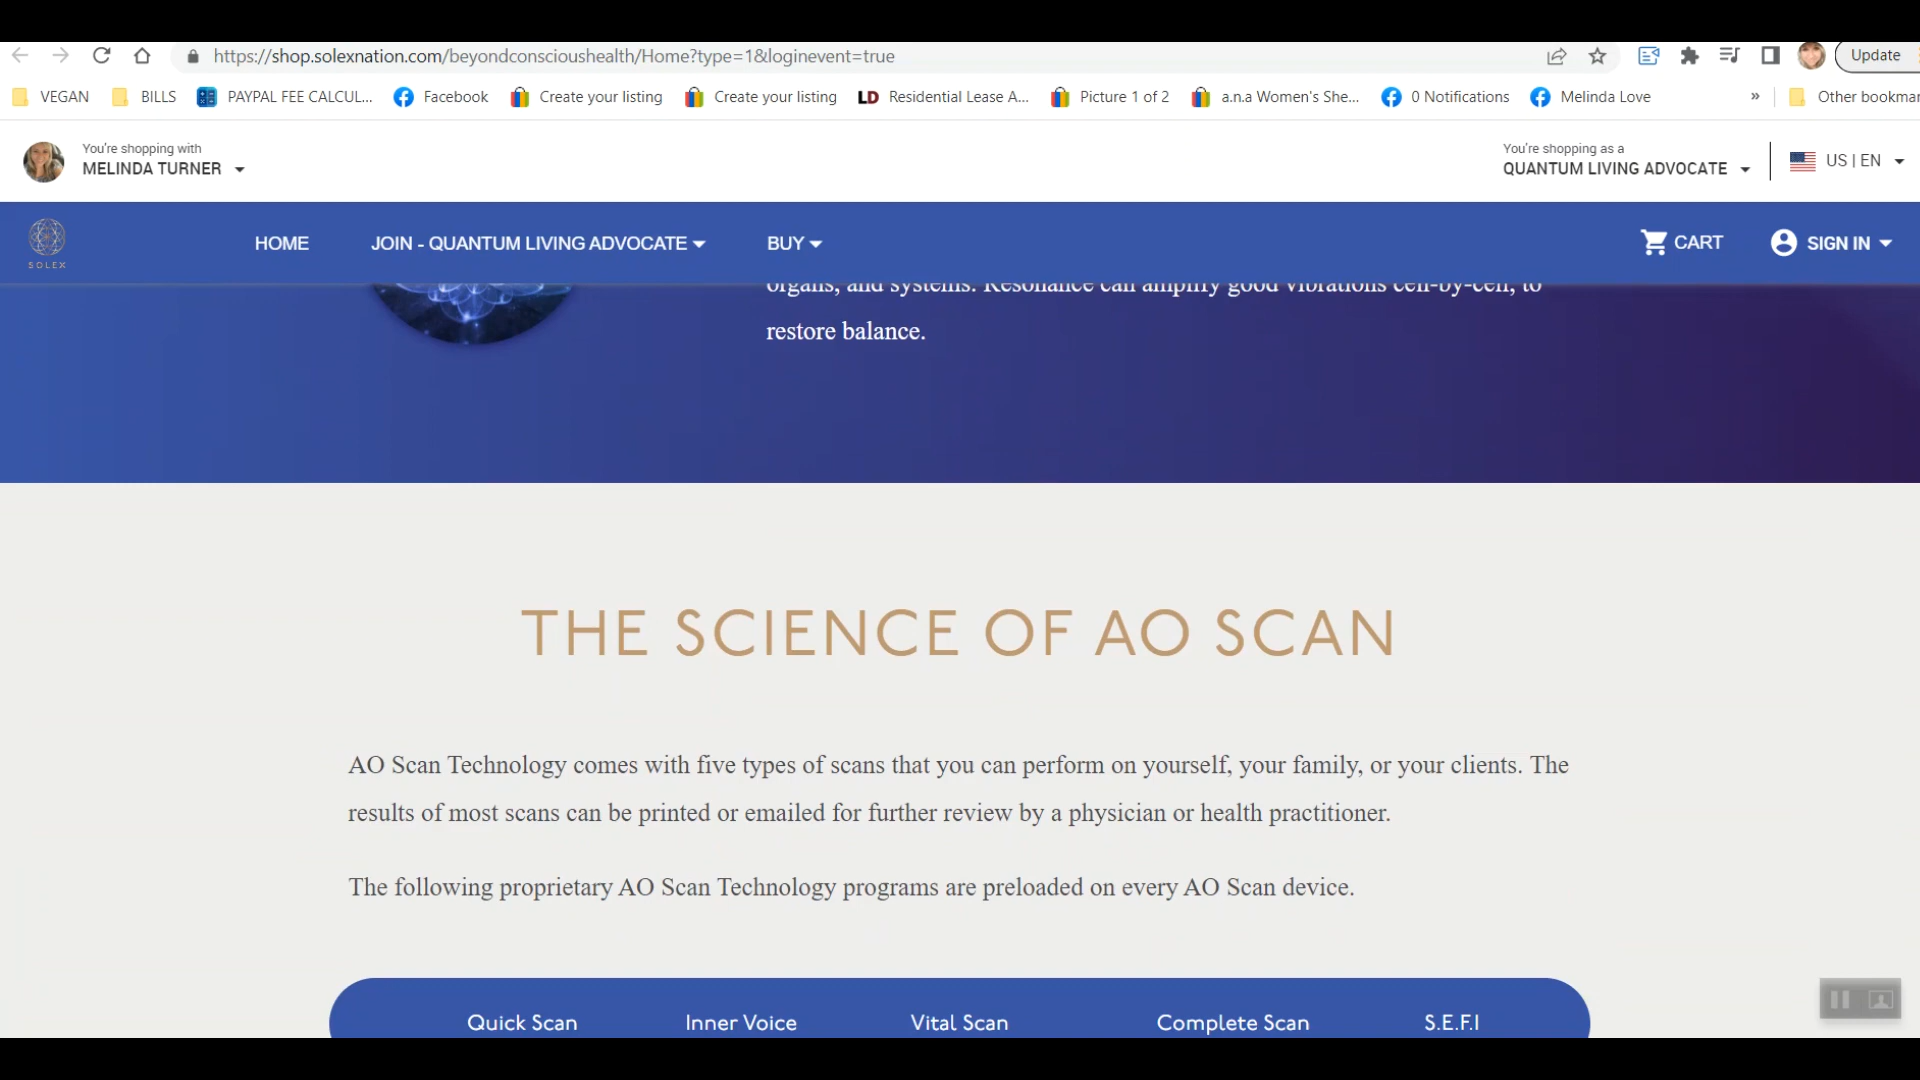 https://shop.solexnation.com/beyondconscioushealth/Home?type=1&loginevent=true
Update
VEGAN BILLS PAYPAL FEE CALCUL... Facebook Create your listing Create your listing LD Residential Lease A... Picture 1 of 2 a.n.a Women's She... 0 Notifications Melinda Love » Other bookmar
You're shopping with
MELINDA TURNER
You're shopping as a
QUANTUM LIVING ADVOCATE
US | EN
SOLEX
HOME JOIN - QUANTUM LIVING ADVOCATE BUY CART SIGN IN
organs, and systems. Resonance can amplify good vibrations cell-by-cell, to
restore balance.
THE SCIENCE OF AO SCAN
AO Scan Technology comes with five types of scans that you can perform on yourself, your family, or your clients. The
results of most scans can be printed or emailed for further review by a physician or health practitioner.
The following proprietary AO Scan Technology programs are preloaded on every AO Scan device.
Quick Scan Inner Voice Vital Scan Complete Scan S.E.F.I